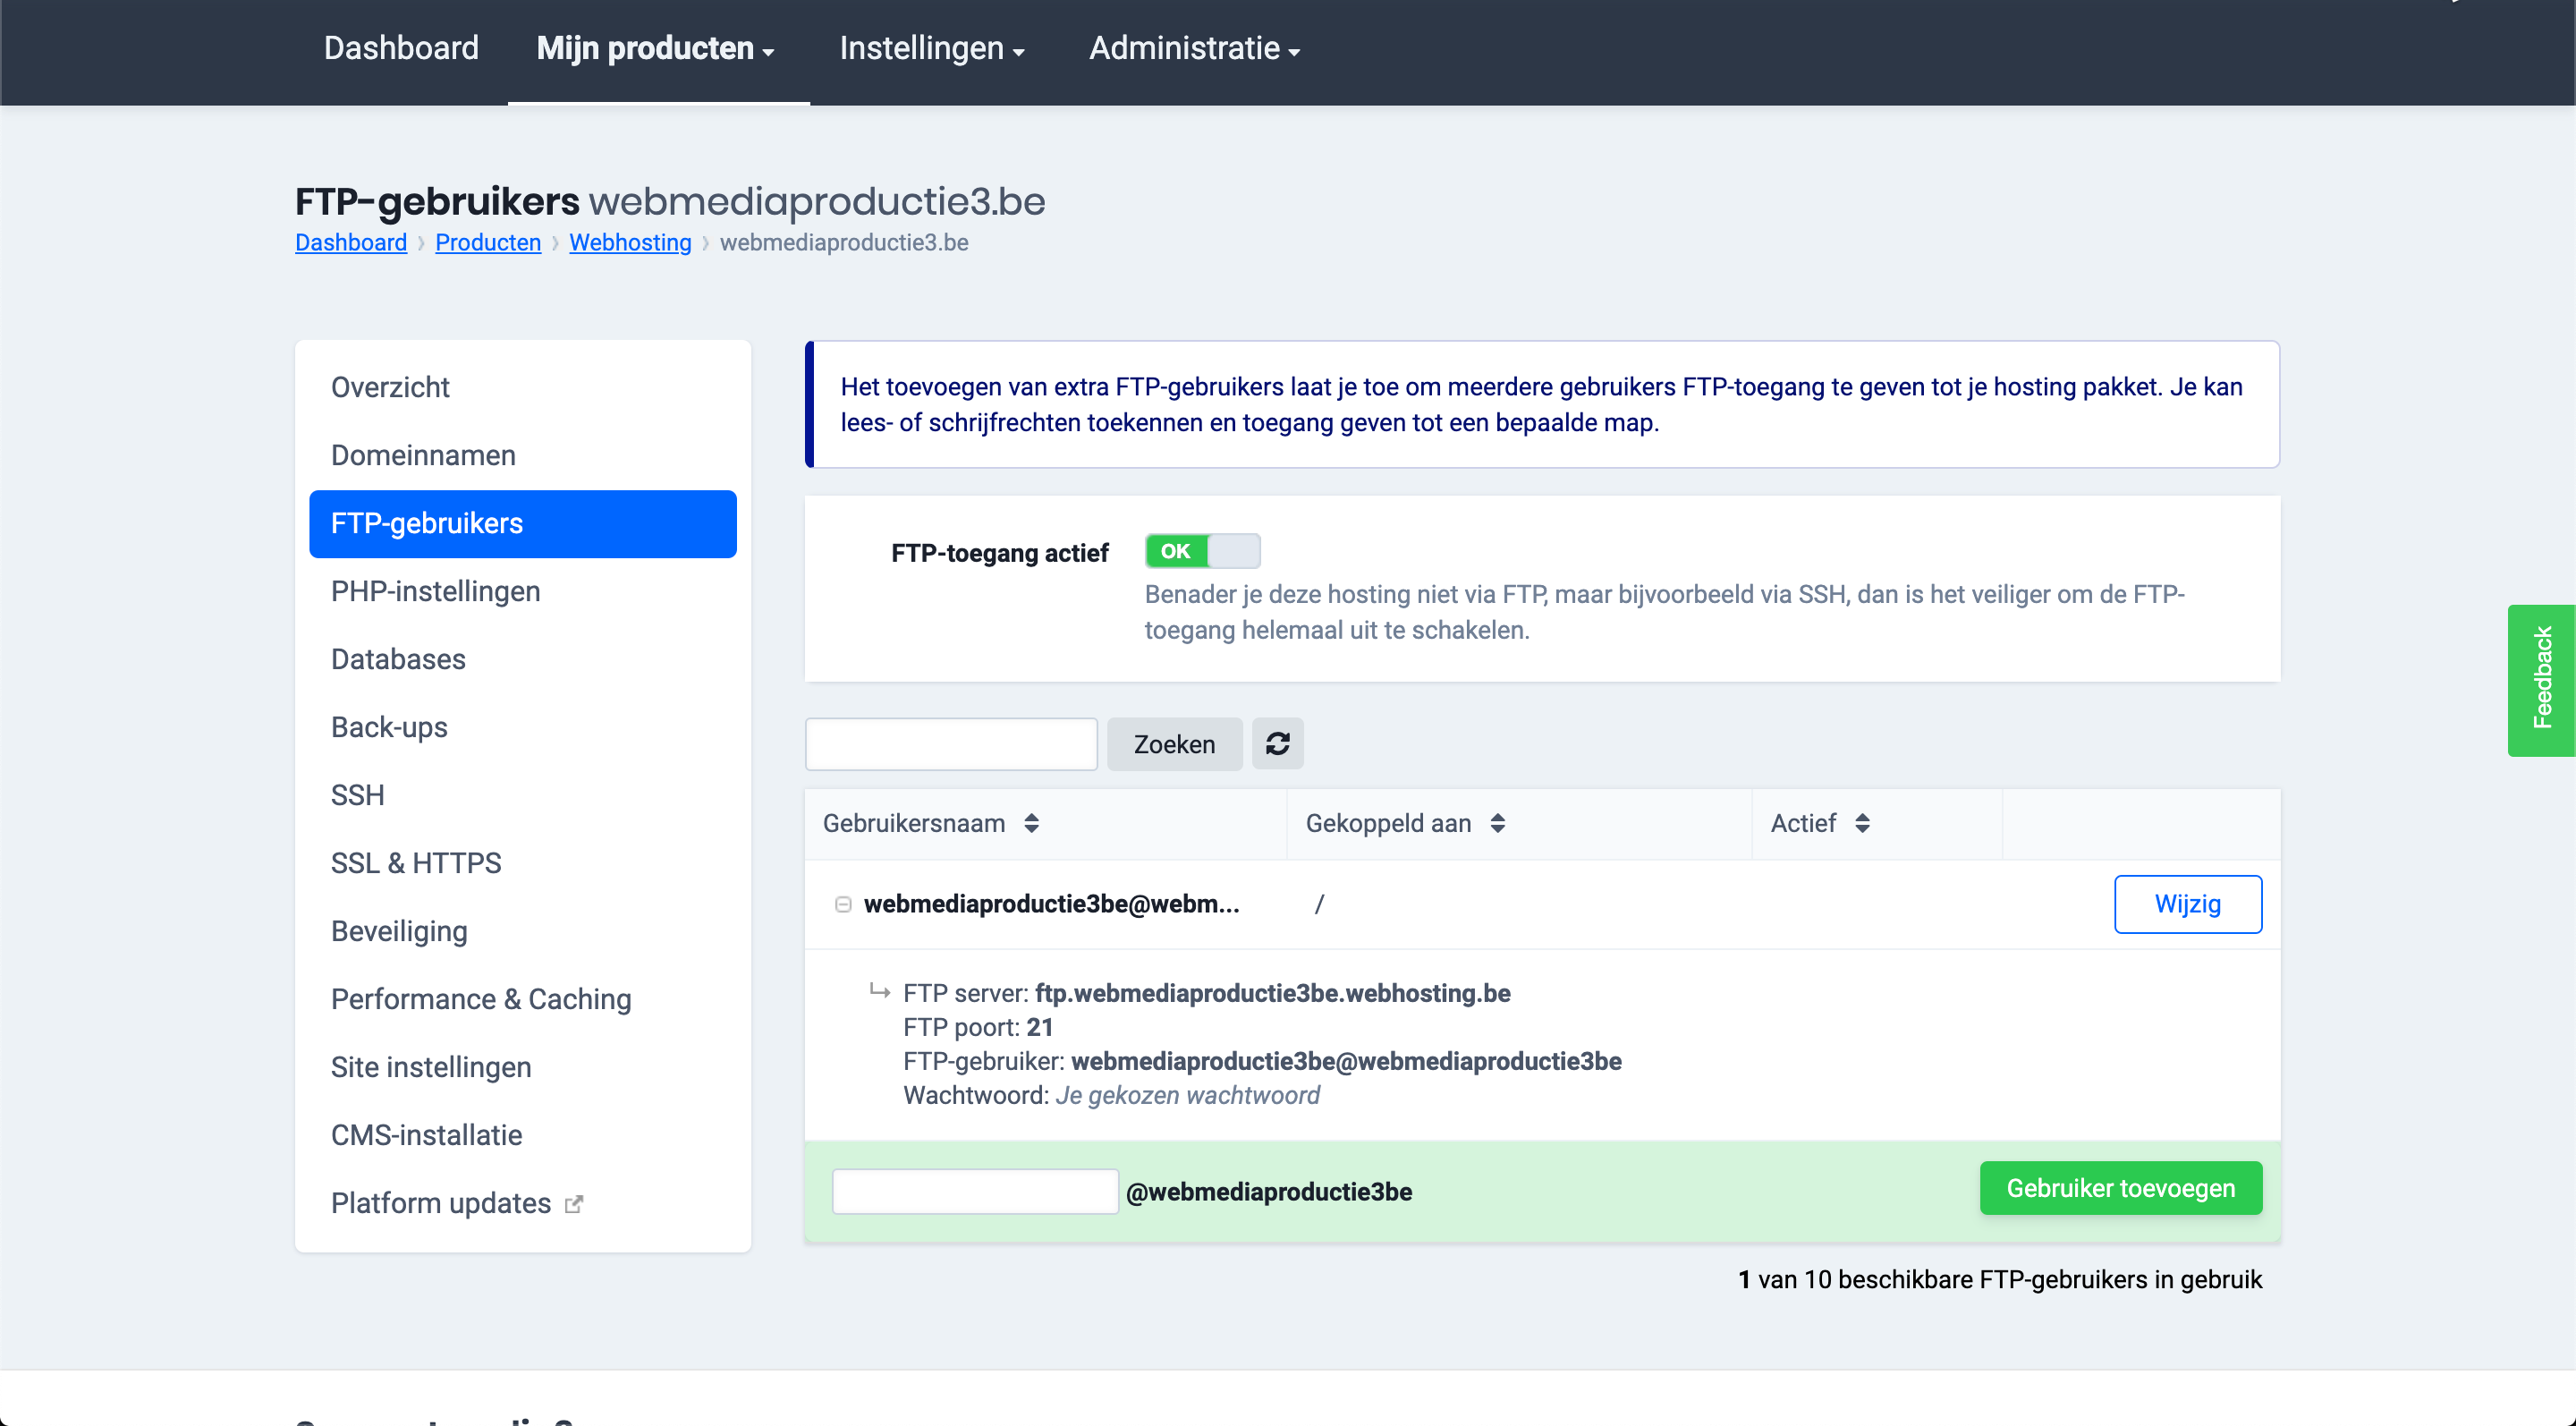 Dashboard
Mijn producten
Instellingen
Administratie
FTP-gebruikers webmediaproductie3.be
Dashboard › Producten › Webhosting › webmediaproductie3.be
Overzicht
Domeinnamen
FTP-gebruikers
PHP-instellingen
Databases
Back-ups
SSH
SSL & HTTPS
Beveiliging
Performance & Caching
Site instellingen
CMS-installatie
Platform updates
Het toevoegen van extra FTP-gebruikers laat je toe om meerdere gebruikers FTP-toegang te geven tot je hosting pakket. Je kan
lees- of schrijfrechten toekennen en toegang geven tot een bepaalde map.
FTP-toegang actief OK
Benader je deze hosting niet via FTP, maar bijvoorbeeld via SSH, dan is het veiliger om de FTP-
toegang helemaal uit te schakelen.
Zoeken
Gebruikersnaam Gekoppeld aan Actief
webmediaproductie3be@webm... / Wijzig
FTP server: ftp.webmediaproductie3be.webhosting.be
FTP poort: 21
FTP-gebruiker: webmediaproductie3be@webmediaproductie3be
Wachtwoord: Je gekozen wachtwoord
@webmediaproductie3be Gebruiker toevoegen
1 van 10 beschikbare FTP-gebruikers in gebruik
Feedback